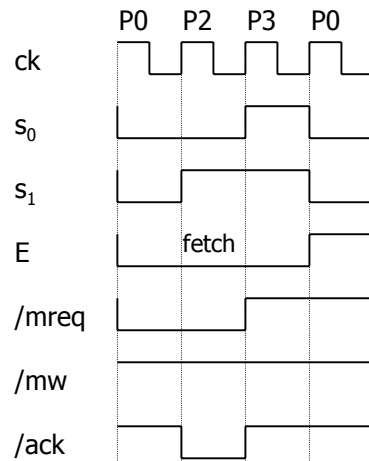 P0 P2 P3 P0
ck
s₀
s₁
fetch
E
/mreq
/mw
/ack